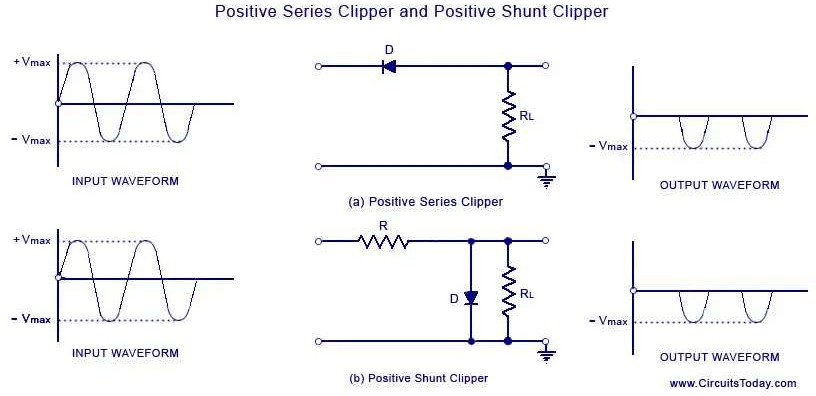 Positive Series Clipper and Positive Shunt Clipper
+Vmax
- Vmax
INPUT WAVEFORM
D
RL
(a) Positive Series Clipper
- Vmax
OUTPUT WAVEFORM
+Vmax
- Vmax
INPUT WAVEFORM
R
D
RL
(b) Positive Shunt Clipper
- Vmax
OUTPUT WAVEFORM
www.CircuitsToday.com